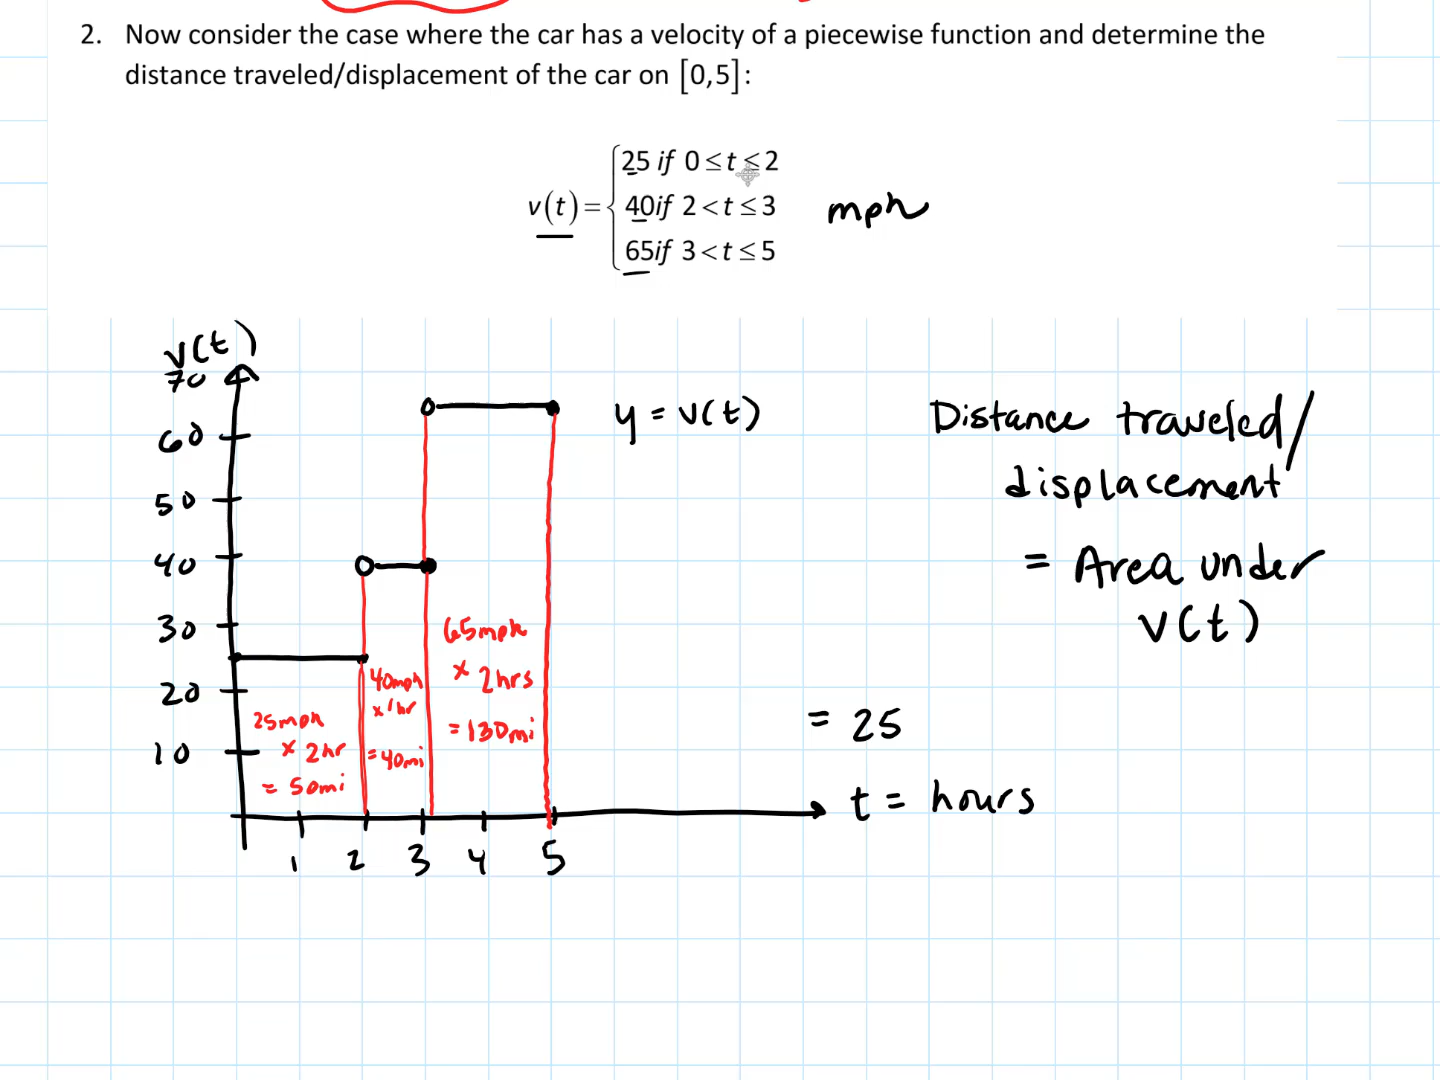 2. Now consider the case where the car has a velocity of a piecewise function and determine the
distance traveled/displacement of the car on [0,5]:
25 if 0 ≤ t ≤ 2
v(t) = { 40 if 2 < t ≤ 3 mph
65 if 3 < t ≤ 5
v(t)
70
60
50
40
30
20
10
1 2 3 4 5
y = v(t)
25mph
× 2hr
= 50mi
40mph
× 1hr
= 40mi
65mph
× 2hrs
= 130mi
Distance traveled/
displacement
= Area under
v(t)
= 25
t = hours